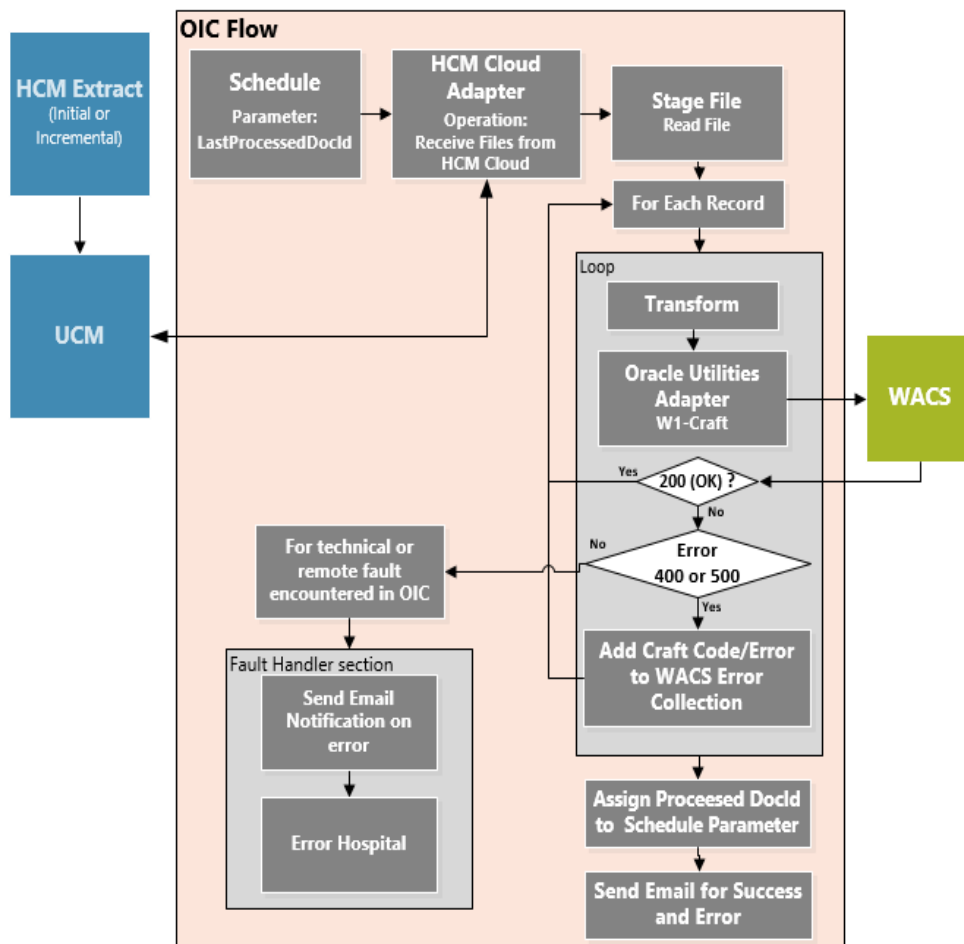 OIC Flow
HCM Extract
(Initial or
Incremental)
UCM
Schedule
Parameter:
LastProcessedDocId
HCM Cloud
Adapter
Operation:
Receive Files from
HCM Cloud
Stage File
Read File
For Each Record
Loop
Transform
Oracle Utilities
Adapter
W1-Craft
WACS
Yes
200 (OK) ?
No
Error
400 or 500
No
Yes
Add Craft Code/Error
to WACS Error
Collection
For technical or
remote fault
encountered in OIC
Fault Handler section
Send Email
Notification on
error
Error Hospital
Assign Proceesed DocId
to Schedule Parameter
Send Email for Success
and Error